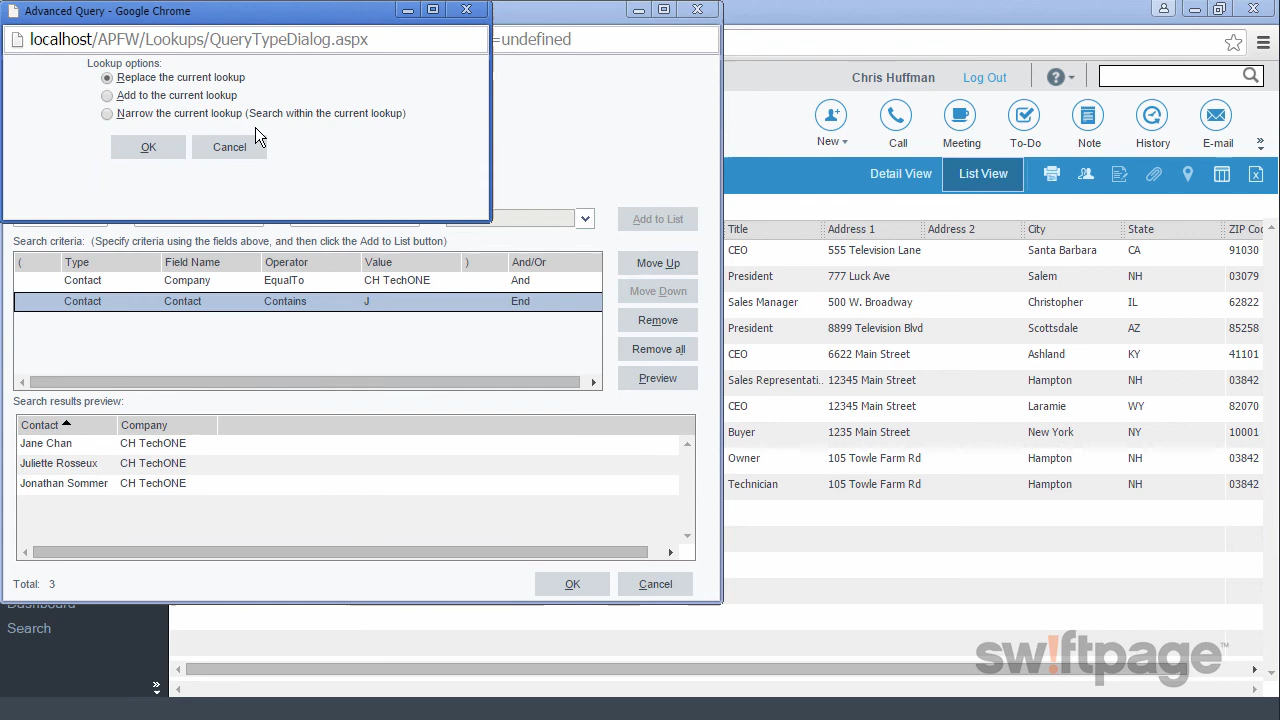 Advanced Query - Google Chrome
localhost/APFW/Lookups/QueryTypeDialog.aspx
=undefined
Lookup options:
Replace the current lookup
Add to the current lookup
Narrow the current lookup (Search within the current lookup)
OK Cancel
Chris Huffman Log Out ?
New Call Meeting To-Do Note History E-mail
Detail View List View
Add to List
Search criteria: (Specify criteria using the fields above, and then click the Add to List button)
( Type Field Name Operator Value ) And/Or
Contact Company EqualTo CH TechONE And
Contact Contact Contains J End
Move Up
Move Down
Remove
Remove all
Preview
Search results preview:
Contact Company
Jane Chan CH TechONE
Juliette Rosseux CH TechONE
Jonathan Sommer CH TechONE
Total: 3
OK Cancel
Title Address 1 Address 2 City State ZIP Co
CEO 555 Television Lane Santa Barbara CA 91030
President 777 Luck Ave Salem NH 03079
Sales Manager 500 W. Broadway Christopher IL 62822
President 8899 Television Blvd Scottsdale AZ 85258
CEO 6622 Main Street Ashland KY 41101
Sales Representati.. 12345 Main Street Hampton NH 03842
CEO 12345 Main Street Laramie WY 82070
Buyer 1235 Main Street New York NY 10001
Owner 105 Towle Farm Rd Hampton NH 03842
Technician 105 Towle Farm Rd Hampton NH 03842
Dashboard
Search
sw!ftpage™